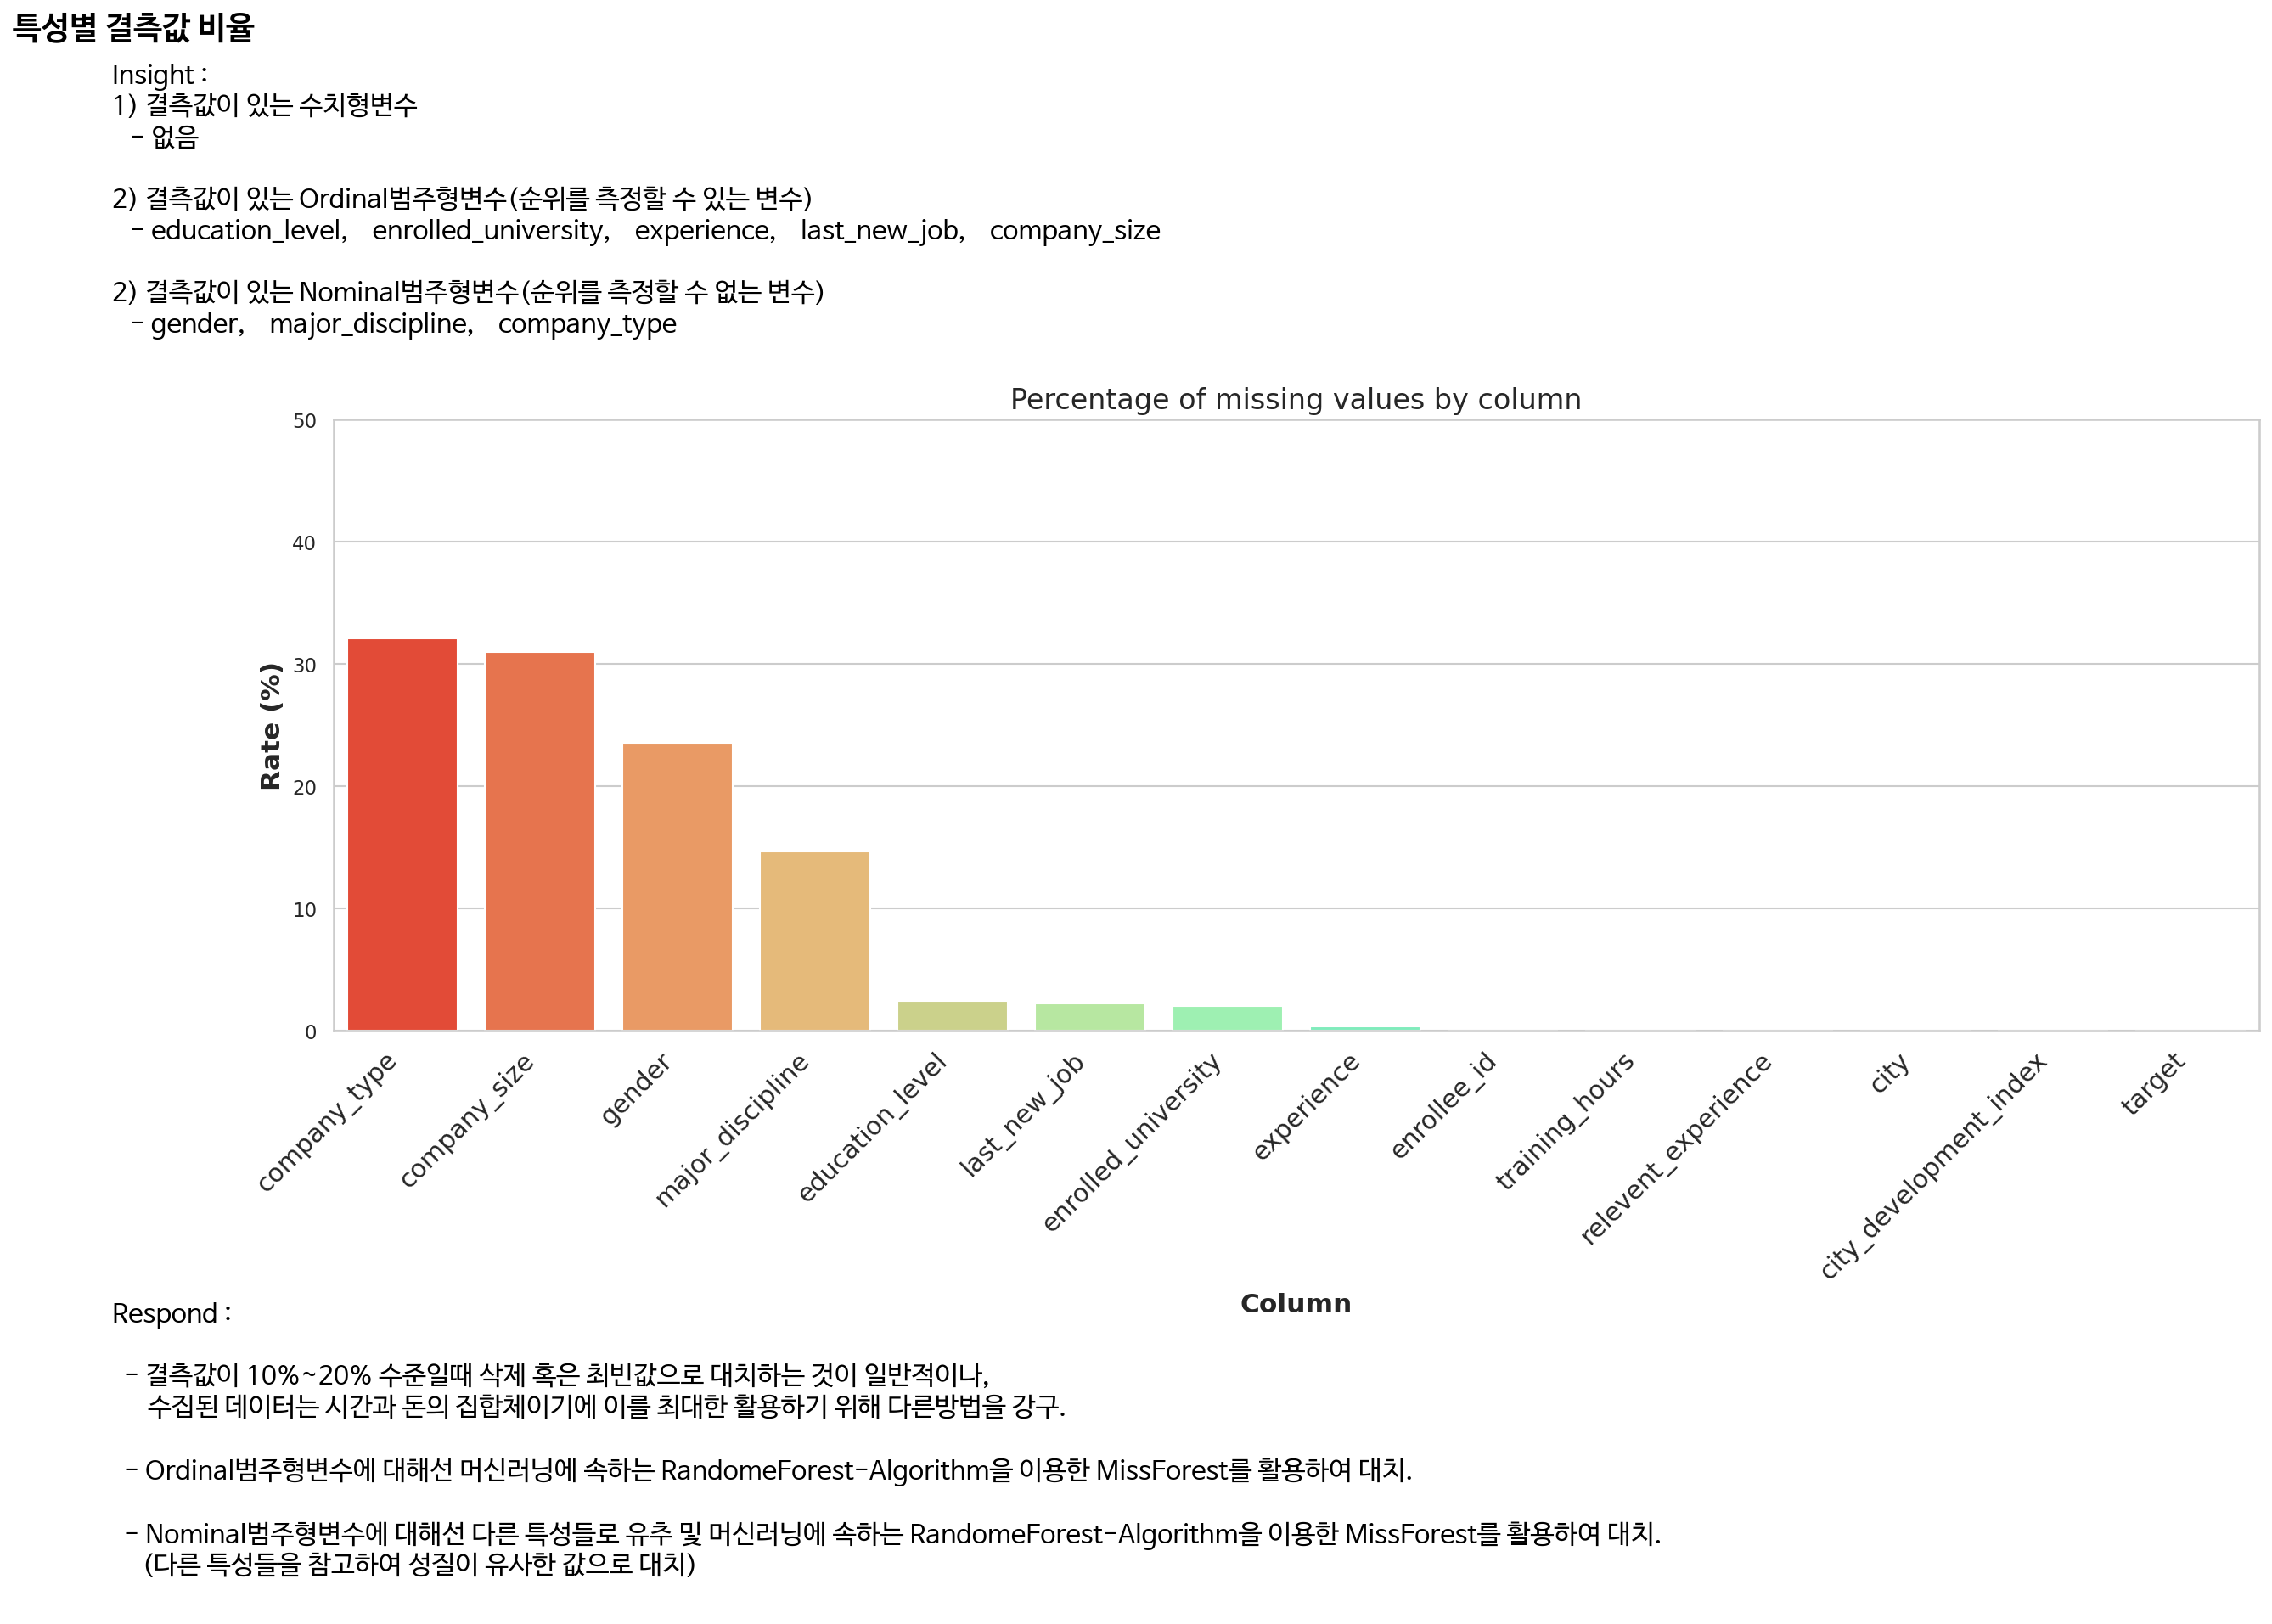 특성별 결측값 비율
Insight :
1) 결측값이 있는 수치형변수
- 없음
2) 결측값이 있는 Ordinal범주형변수(순위를 측정할 수 있는 변수)
- education_level, enrolled_university, experience, last_new_job, company_size
2) 결측값이 있는 Nominal범주형변수(순위를 측정할 수 없는 변수)
- gender, major_discipline, company_type
Percentage of missing values by column
50
40
30
20
10
0
Rate (%)
company_type
company_size
gender
major_discipline
education_level
last_new_job
enrolled_university
experience
enrollee_id
training_hours
relevent_experience
city
city_development_index
target
Column
Respond :
- 결측값이 10%~20% 수준일때 삭제 혹은 최빈값으로 대치하는 것이 일반적이나,
수집된 데이터는 시간과 돈의 집합체이기에 이를 최대한 활용하기 위해 다른방법을 강구.
- Ordinal범주형변수에 대해선 머신러닝에 속하는 RandomeForest-Algorithm을 이용한 MissForest를 활용하여 대치.
- Nominal범주형변수에 대해선 다른 특성들로 유추 및 머신러닝에 속하는 RandomeForest-Algorithm을 이용한 MissForest를 활용하여 대치.
(다른 특성들을 참고하여 성질이 유사한 값으로 대치)